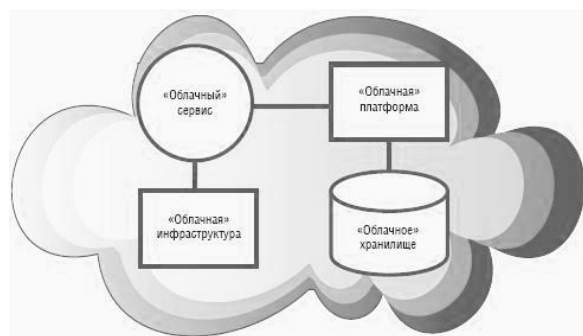 «Облачный»
сервис
«Облачная»
платформа
«Облачная»
инфраструктура
«Облачное»
хранилище